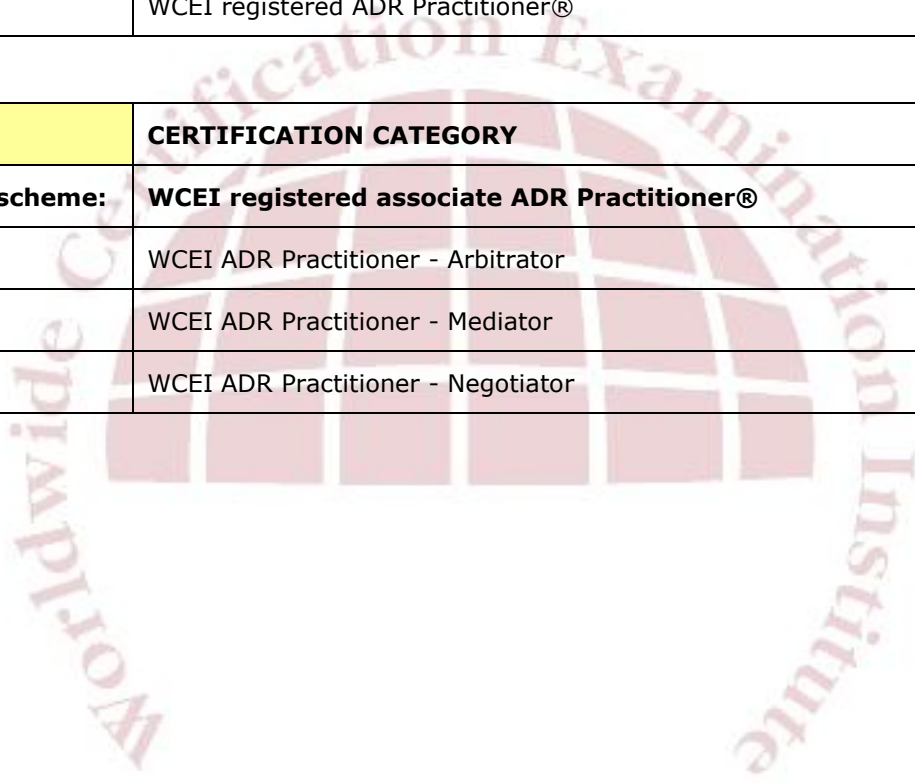 WCEI registered ADR Practitioner®
CERTIFICATION CATEGORY
scheme: WCEI registered associate ADR Practitioner®
WCEI ADR Practitioner - Arbitrator
WCEI ADR Practitioner - Mediator
WCEI ADR Practitioner - Negotiator
Worldwide Certification Examination Institute